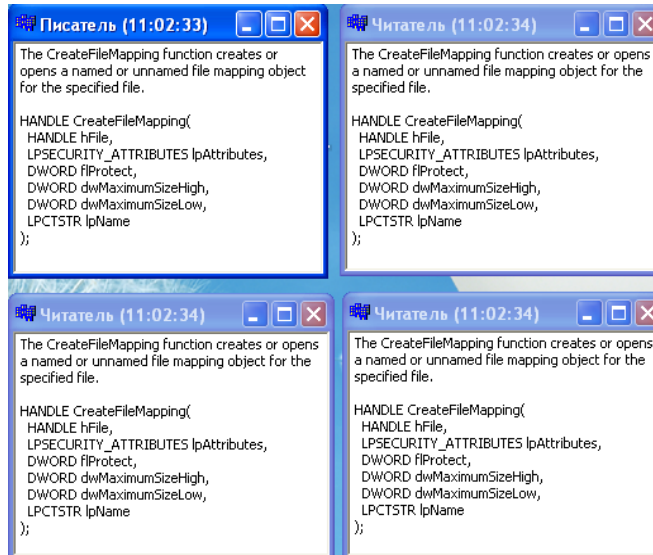 Писатель (11:02:33)
The CreateFileMapping function creates or
opens a named or unnamed file mapping object
for the specified file.
HANDLE CreateFileMapping(
HANDLE hFile,
LPSECURITY_ATTRIBUTES lpAttributes,
DWORD flProtect,
DWORD dwMaximumSizeHigh,
DWORD dwMaximumSizeLow,
LPCTSTR lpName
);
Читатель (11:02:34)
The CreateFileMapping function creates or opens
a named or unnamed file mapping object for the
specified file.
HANDLE CreateFileMapping(
HANDLE hFile,
LPSECURITY_ATTRIBUTES lpAttributes,
DWORD flProtect,
DWORD dwMaximumSizeHigh,
DWORD dwMaximumSizeLow,
LPCTSTR lpName
);
Читатель (11:02:34)
The CreateFileMapping function creates or opens
a named or unnamed file mapping object for the
specified file.
HANDLE CreateFileMapping(
HANDLE hFile,
LPSECURITY_ATTRIBUTES lpAttributes,
DWORD flProtect,
DWORD dwMaximumSizeHigh,
DWORD dwMaximumSizeLow,
LPCTSTR lpName
);
Читатель (11:02:34)
The CreateFileMapping function creates or opens
a named or unnamed file mapping object for the
specified file.
HANDLE CreateFileMapping(
HANDLE hFile,
LPSECURITY_ATTRIBUTES lpAttributes,
DWORD flProtect,
DWORD dwMaximumSizeHigh,
DWORD dwMaximumSizeLow,
LPCTSTR lpName
);